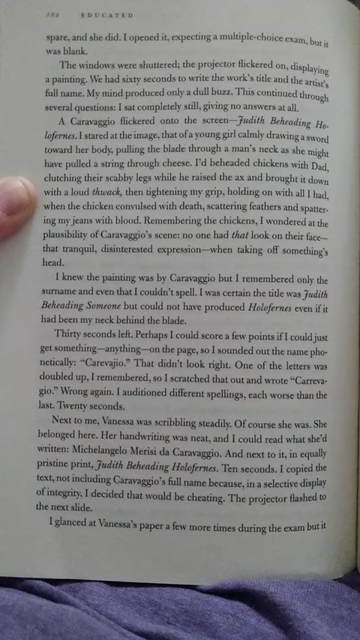 192 EDUCATED
spare, and she did. I opened it, expecting a multiple-choice exam, but it
was blank.
The windows were shuttered; the projector flickered on, displaying
a painting. We had sixty seconds to write the work's title and the artist's
full name. My mind produced only a dull buzz. This continued through
several questions: I sat completely still, giving no answers at all.
A Caravaggio flickered onto the screen—Judith Beheading Ho-
lofernes. I stared at the image, that of a young girl calmly drawing a sword
toward her body, pulling the blade through a man's neck as she might
have pulled a string through cheese. I'd beheaded chickens with Dad,
clutching their scabby legs while he raised the ax and brought it down
with a loud thwack, then tightening my grip, holding on with all I had,
when the chicken convulsed with death, scattering feathers and spatter-
ing my jeans with blood. Remembering the chickens, I wondered at the
plausibility of Caravaggio's scene: no one had that look on their face—
that tranquil, disinterested expression—when taking off something's
head.
I knew the painting was by Caravaggio but I remembered only the
surname and even that I couldn't spell. I was certain the title was Judith
Beheading Someone but could not have produced Holofernes even if it
had been my neck behind the blade.
Thirty seconds left. Perhaps I could score a few points if I could just
get something—anything—on the page, so I sounded out the name pho-
netically: "Carevajio." That didn't look right. One of the letters was
doubled up, I remembered, so I scratched that out and wrote "Carreva-
gio." Wrong again. I auditioned different spellings, each worse than the
last. Twenty seconds.
Next to me, Vanessa was scribbling steadily. Of course she was. She
belonged here. Her handwriting was neat, and I could read what she'd
written: Michelangelo Merisi da Caravaggio. And next to it, in equally
pristine print, Judith Beheading Holofernes. Ten seconds. I copied the
text, not including Caravaggio's full name because, in a selective display
of integrity, I decided that would be cheating. The projector flashed to
the next slide.
I glanced at Vanessa's paper a few more times during the exam but it